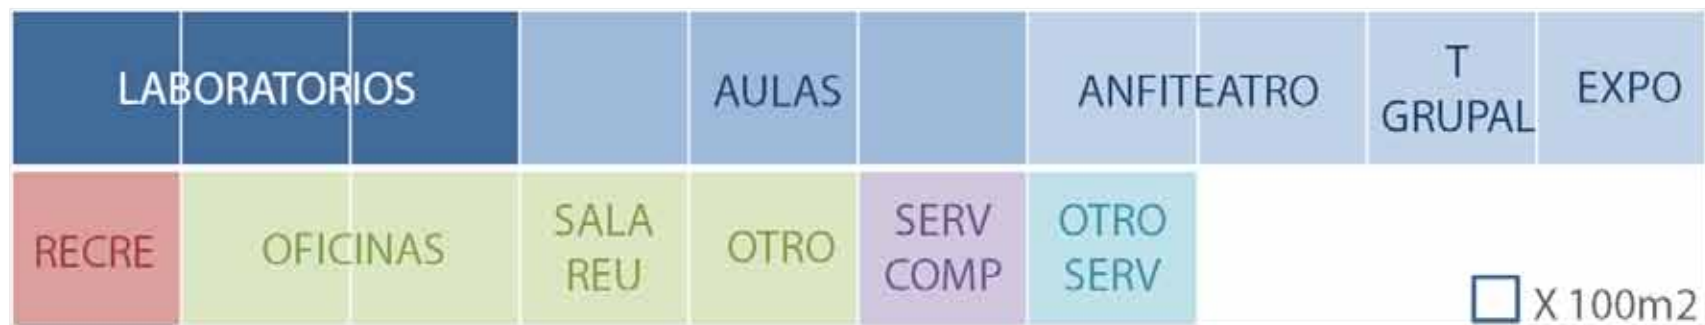 LABORATORIOS
AULAS
ANFITEATRO
T
GRUPAL
EXPO
RECRE
OFICINAS
SALA
REU
OTRO
SERV
COMP
OTRO
SERV
X 100m2